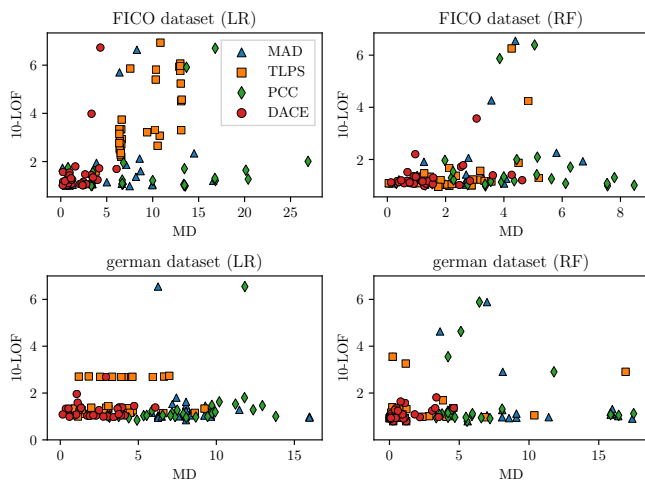 FICO dataset (LR)
10-LOF
6
4
2
0 5 10 15 20 25
MD
MAD
TLPS
PCC
DACE
FICO dataset (RF)
10-LOF
6
4
2
0 2 4 6 8
MD
german dataset (LR)
10-LOF
6
4
2
0
0 5 10 15
MD
german dataset (RF)
10-LOF
6
4
2
0
0 5 10 15
MD